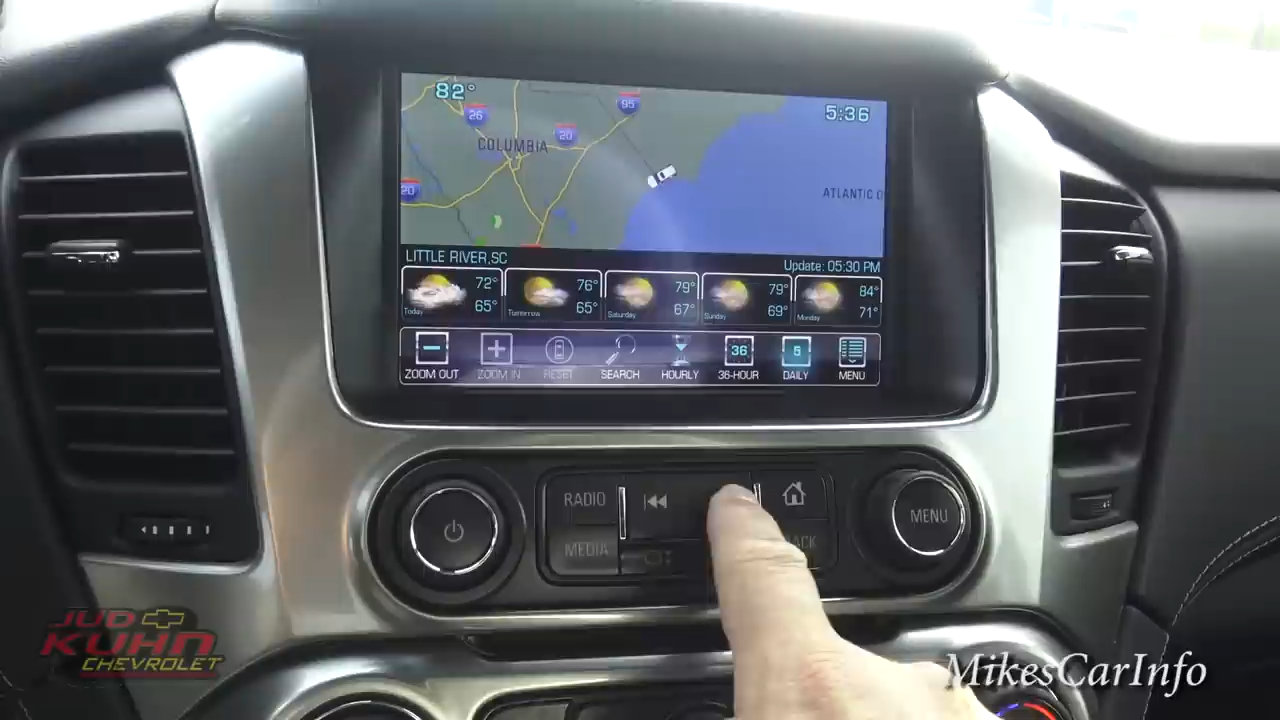 82°
5:36
26
95
20
COLUMBIA
20
ATLANTIC O
LITTLE RIVER,SC
Update: 05:30 PM
72°
65°
Today
76°
65°
Tomorrow
79°
67°
Saturday
79°
69°
Sunday
84°
71°
Monday
36
5
ZOOM OUT
ZOOM IN
RESET
SEARCH
HOURLY
36-HOUR
DAILY
MENU
RADIO
MEDIA
ACK
MENU
JUD
KUHN
CHEVROLET
MikesCarInfo